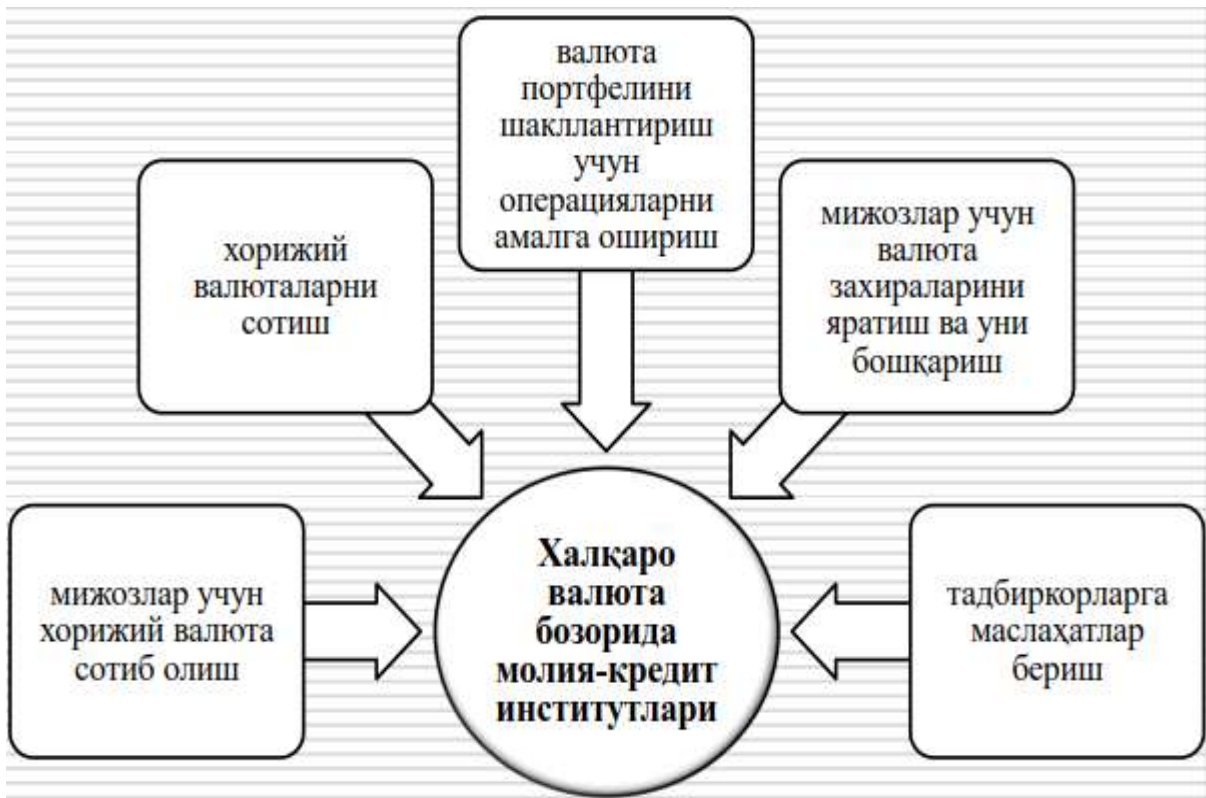 валюта
портфелини
шакллантириш
учун
операцияларни
амалга ошириш
хорижий
валюталарни
сотиш
мижозлар учун
валюта
захираларини
яратиш ва уни
бошқариш
мижозлар учун
хорижий валюта
сотиб олиш
Халқаро
валюта
бозорида
молия-кредит
институтлари
тадбиркорларга
маслаҳатлар
бериш